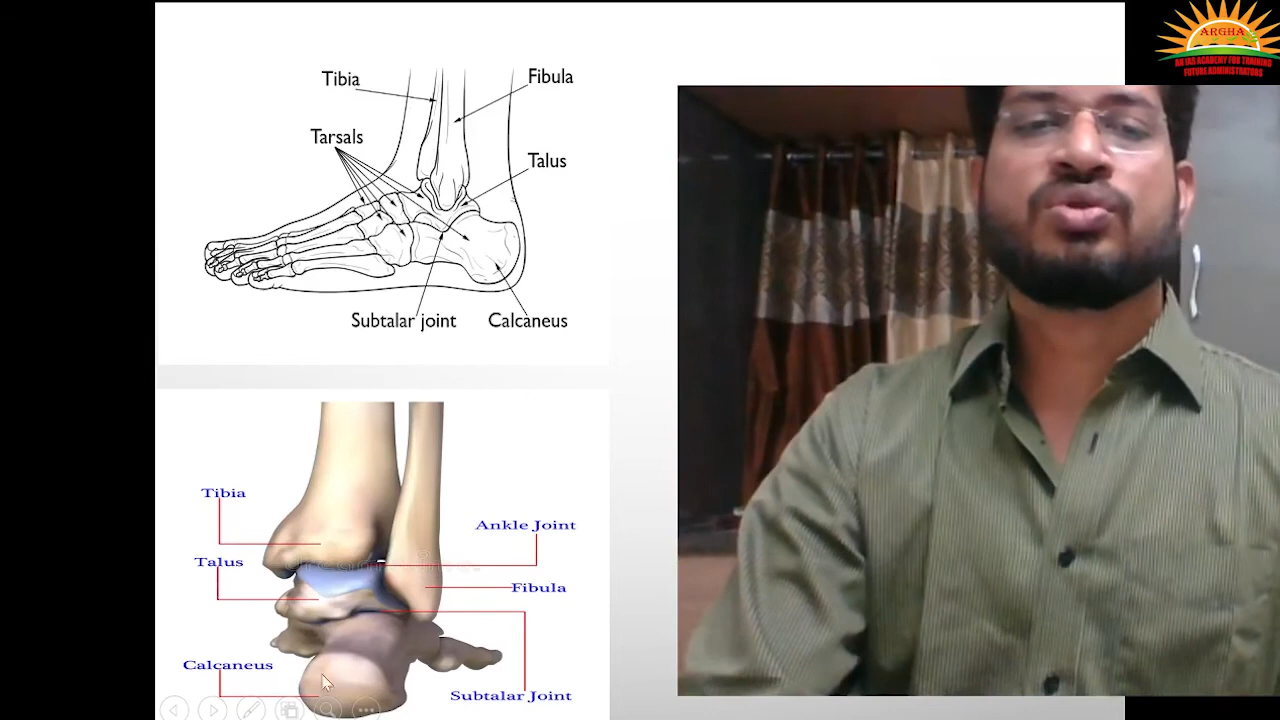 ARGHA
AN IAS ACADEMY FOR TRAINING
FUTURE ADMINISTRATORS
Tibia
Fibula
Tarsals
Talus
Subtalar joint
Calcaneus
Tibia
Ankle Joint
Talus
Fibula
Calcaneus
Subtalar Joint